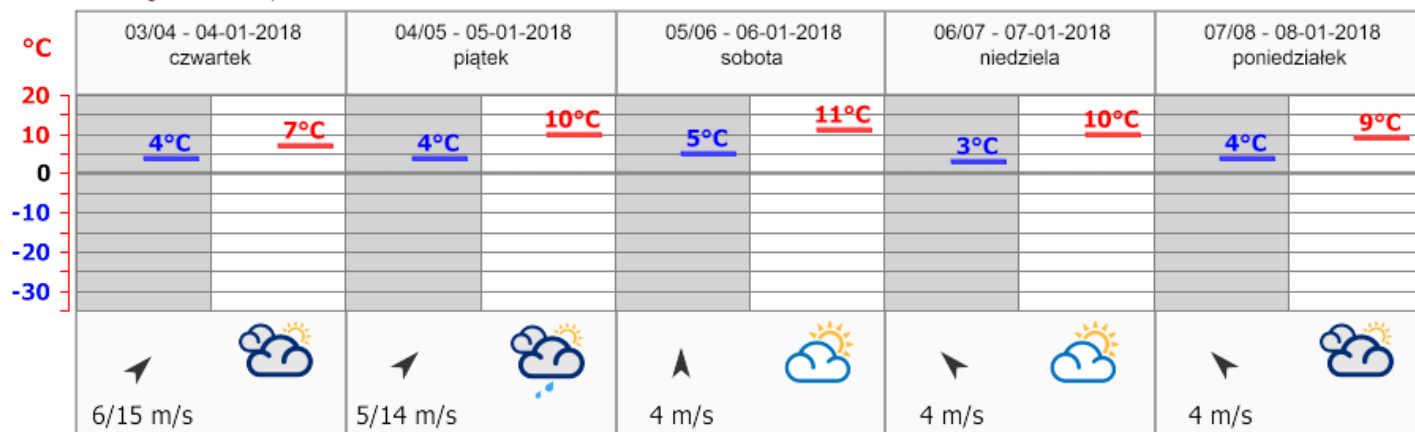 °C
03/04 - 04-01-2018
czwartek
04/05 - 05-01-2018
piątek
05/06 - 06-01-2018
sobota
06/07 - 07-01-2018
niedziela
07/08 - 08-01-2018
poniedziałek
20
10
0
-10
-20
-30
4°C
7°C
4°C
10°C
5°C
11°C
3°C
10°C
4°C
9°C
6/15 m/s
5/14 m/s
4 m/s
4 m/s
4 m/s